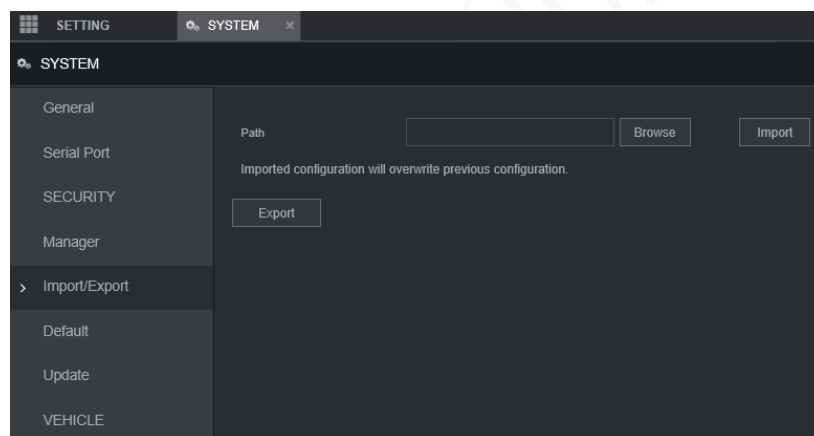 SETTING
SYSTEM ×
SYSTEM
General
Serial Port
SECURITY
Manager
Import/Export
Default
Update
VEHICLE
Path
Browse
Import
Imported configuration will overwrite previous configuration.
Export